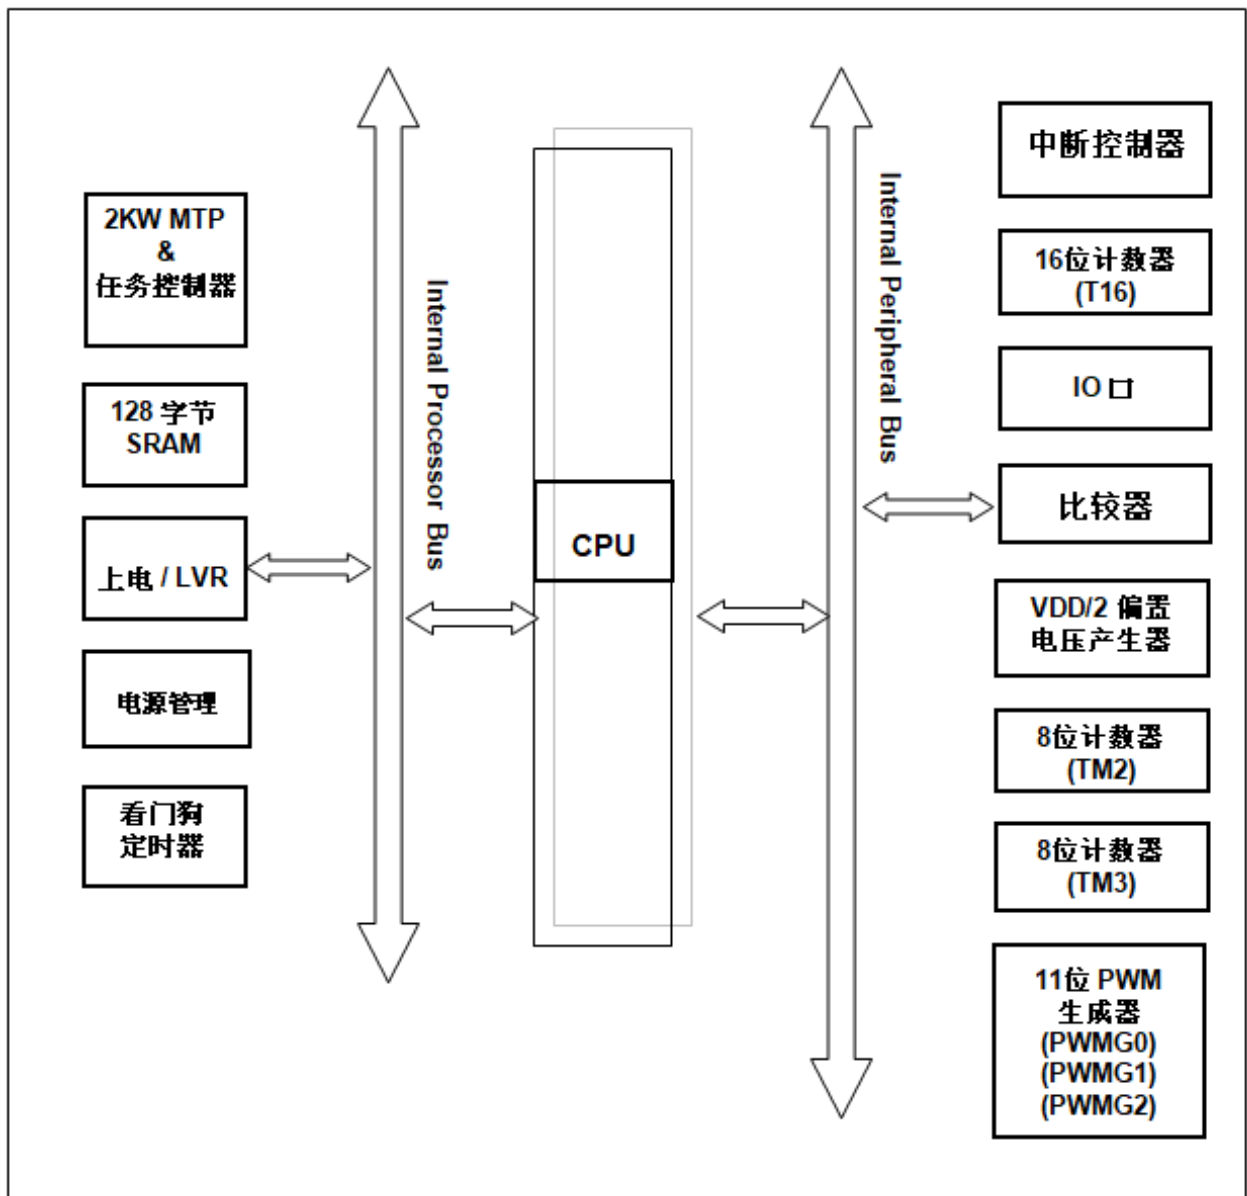 2KW MTP
&
任务控制器
128 字节
SRAM
上电 / LVR
电源管理
看门狗
定时器
Internal Processor Bus
CPU
Internal Peripheral Bus
中断控制器
16位计数器
(T16)
IO 口
比较器
VDD/2 偏置
电压产生器
8位计数器
(TM2)
8位计数器
(TM3)
11位 PWM
生成器
(PWMG0)
(PWMG1)
(PWMG2)